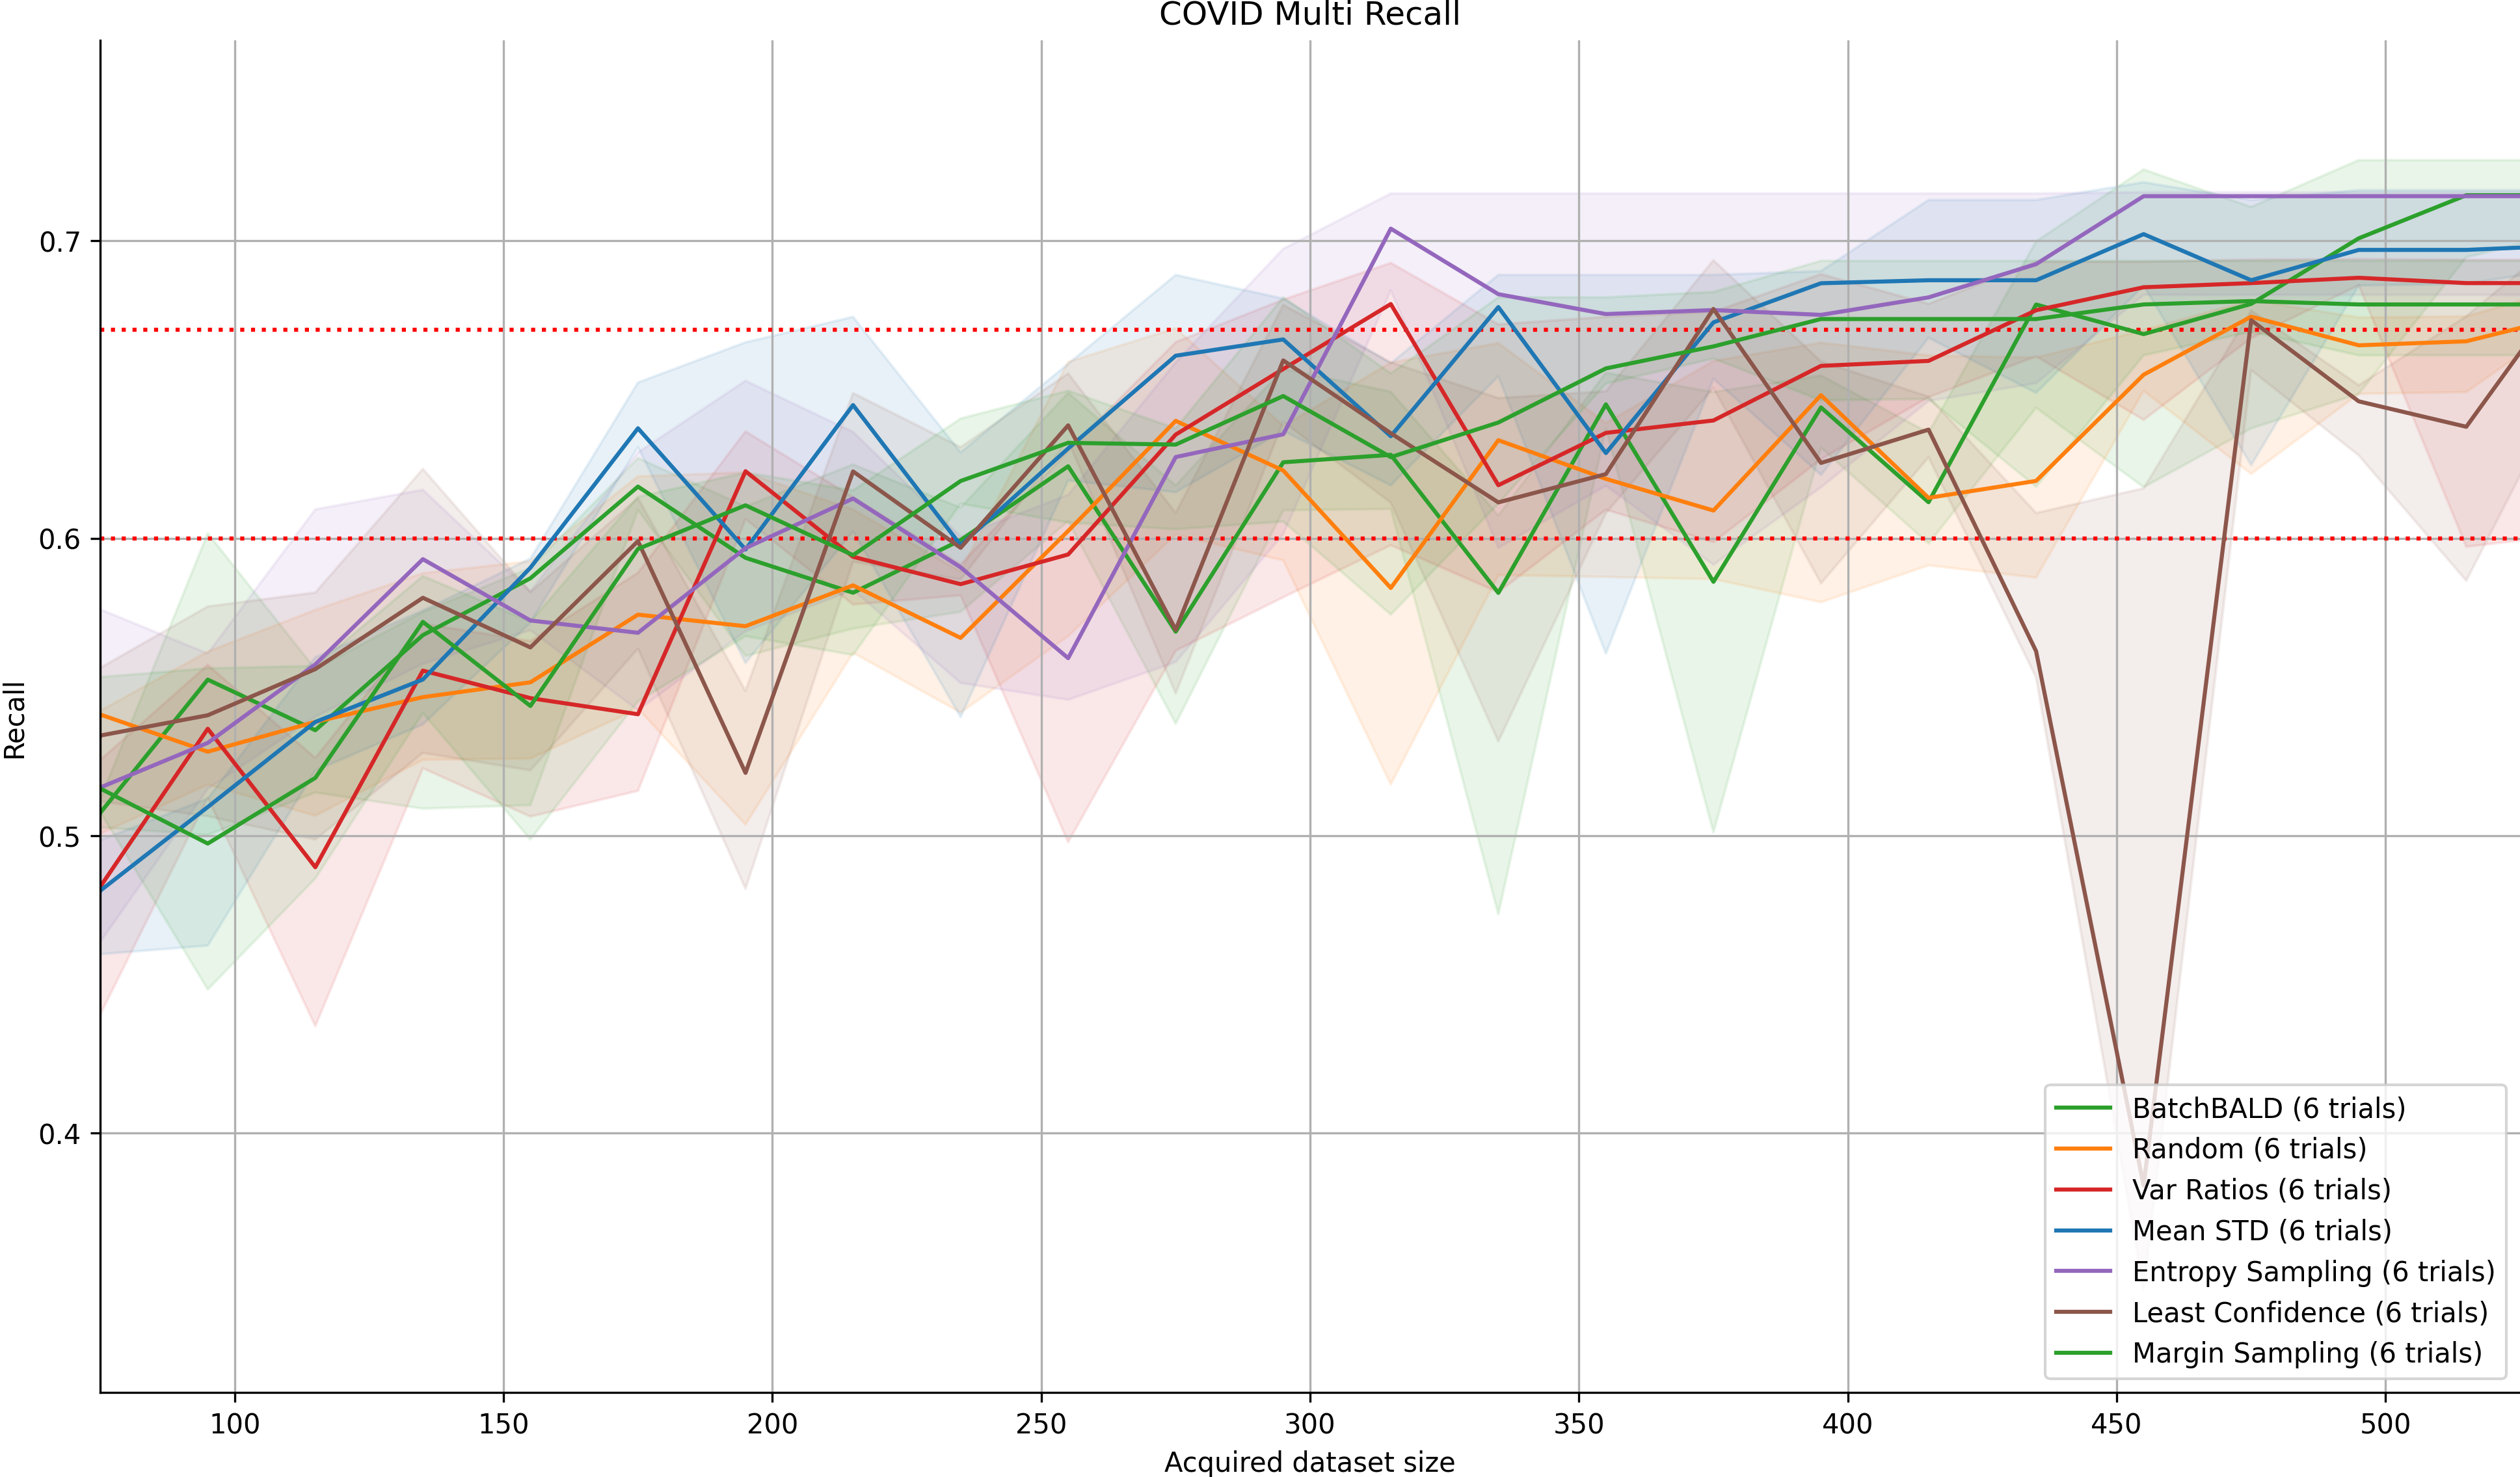 COVID Multi Recall
Recall
0.7
0.6
0.5
0.4
100 150 200 250 300 350 400 450 500
Acquired dataset size
BatchBALD (6 trials)
Random (6 trials)
Var Ratios (6 trials)
Mean STD (6 trials)
Entropy Sampling (6 trials)
Least Confidence (6 trials)
Margin Sampling (6 trials)